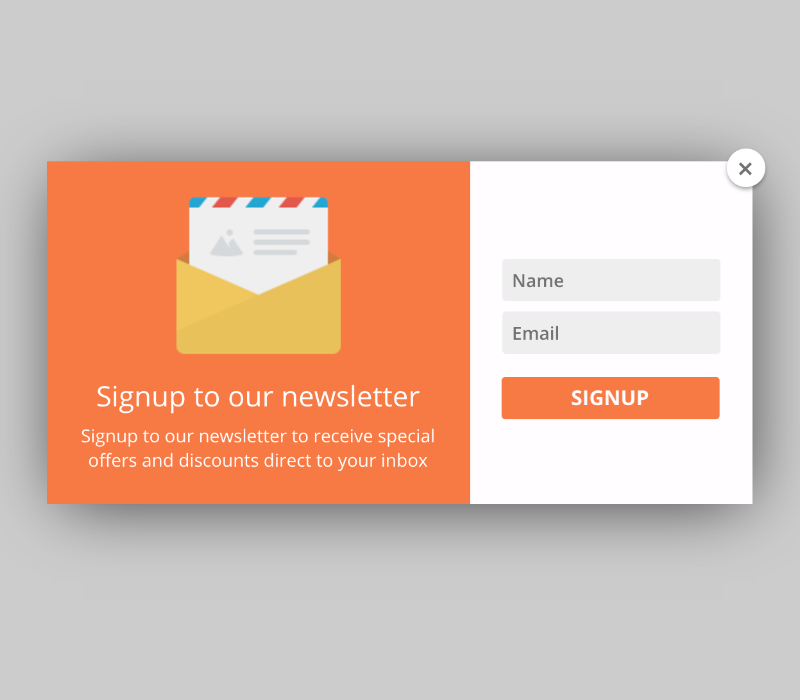 Signup to our newsletter
Signup to our newsletter to receive special
offers and discounts direct to your inbox
Name
Email
SIGNUP